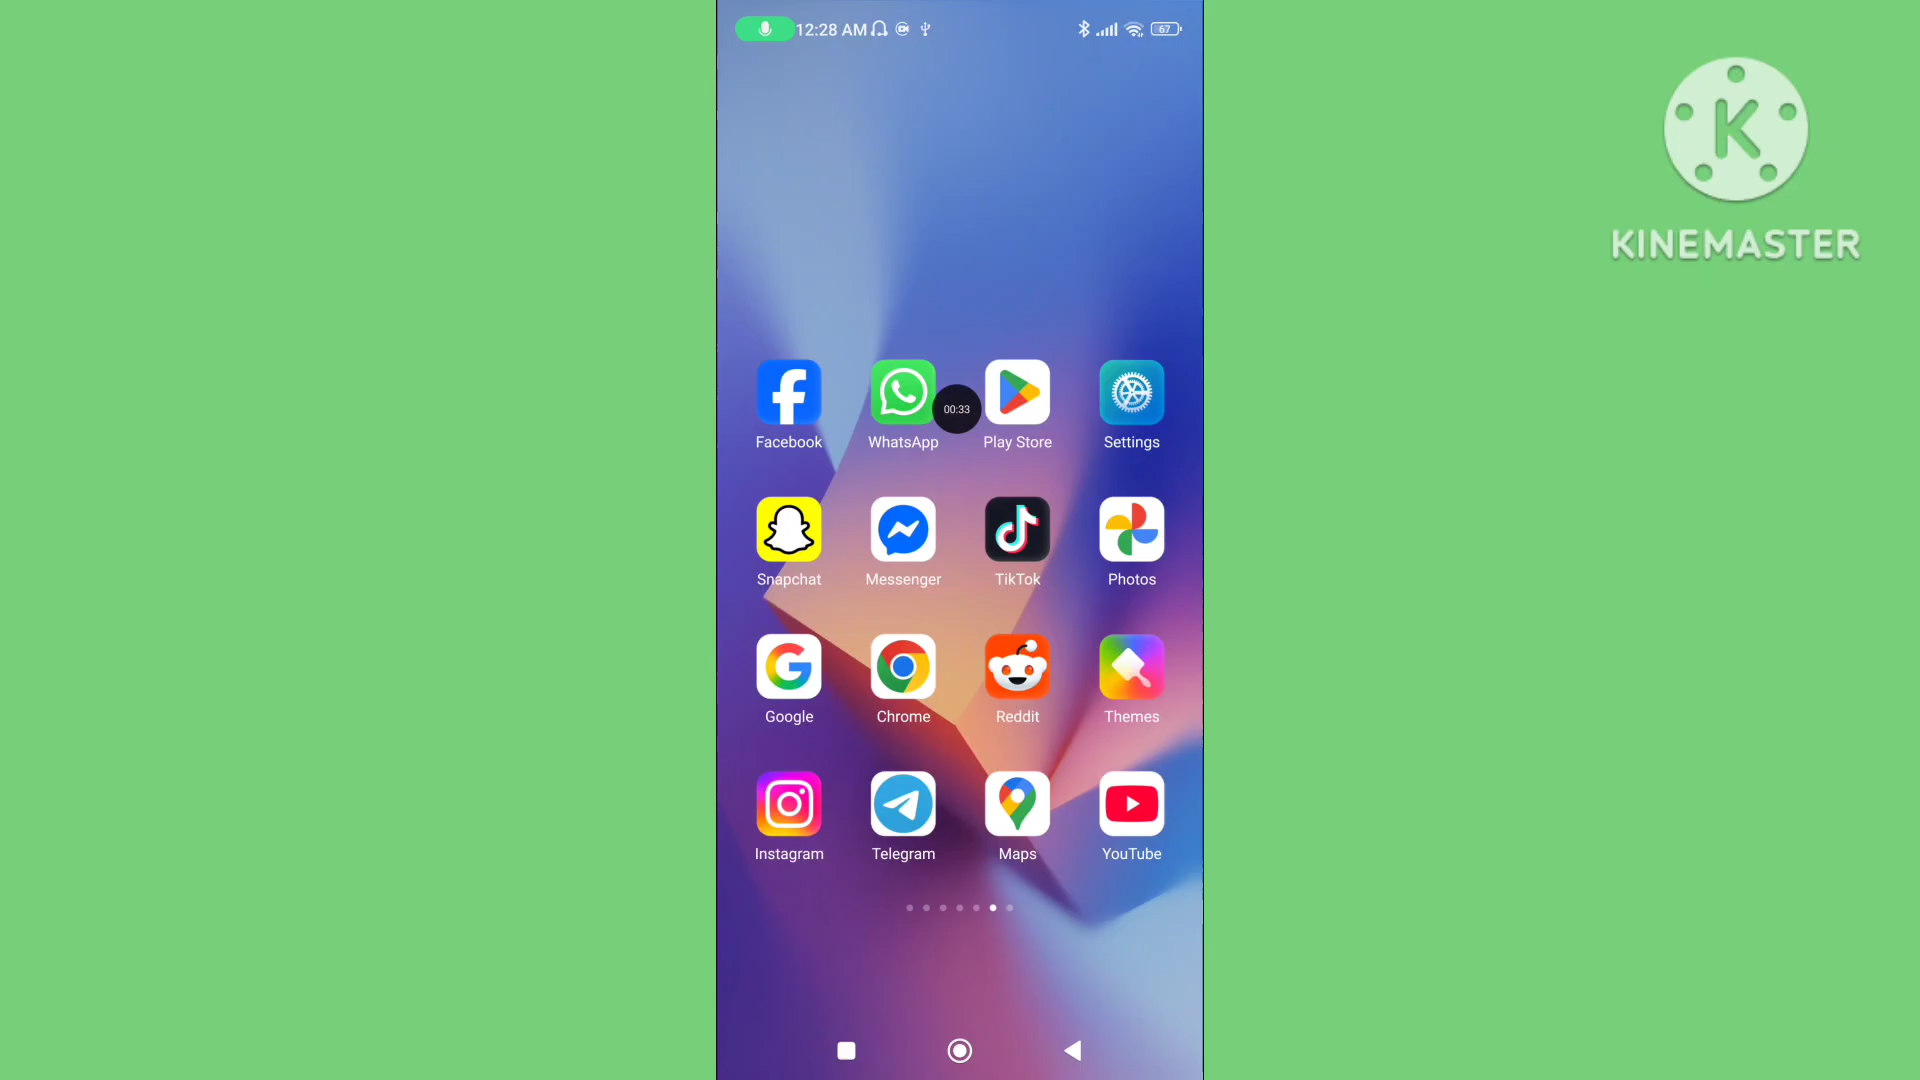 12:28 AM
67
K
KINEMASTER
00:33
Facebook WhatsApp Play Store Settings
Snapchat Messenger TikTok Photos
Google Chrome Reddit Themes
Instagram Telegram Maps YouTube